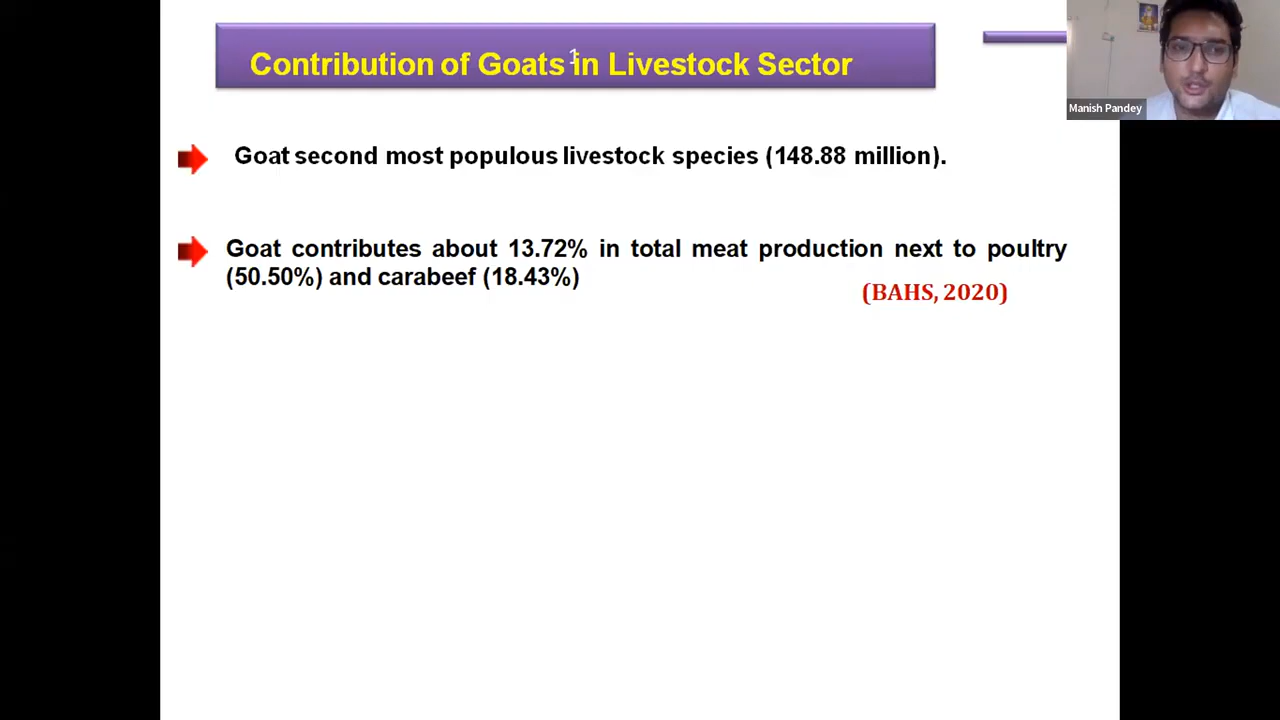 Contribution of Goats in Livestock Sector
1
Manish Pandey
Goat second most populous livestock species (148.88 million).
Goat contributes about 13.72% in total meat production next to poultry
(50.50%) and carabeef (18.43%)
(BAHS, 2020)